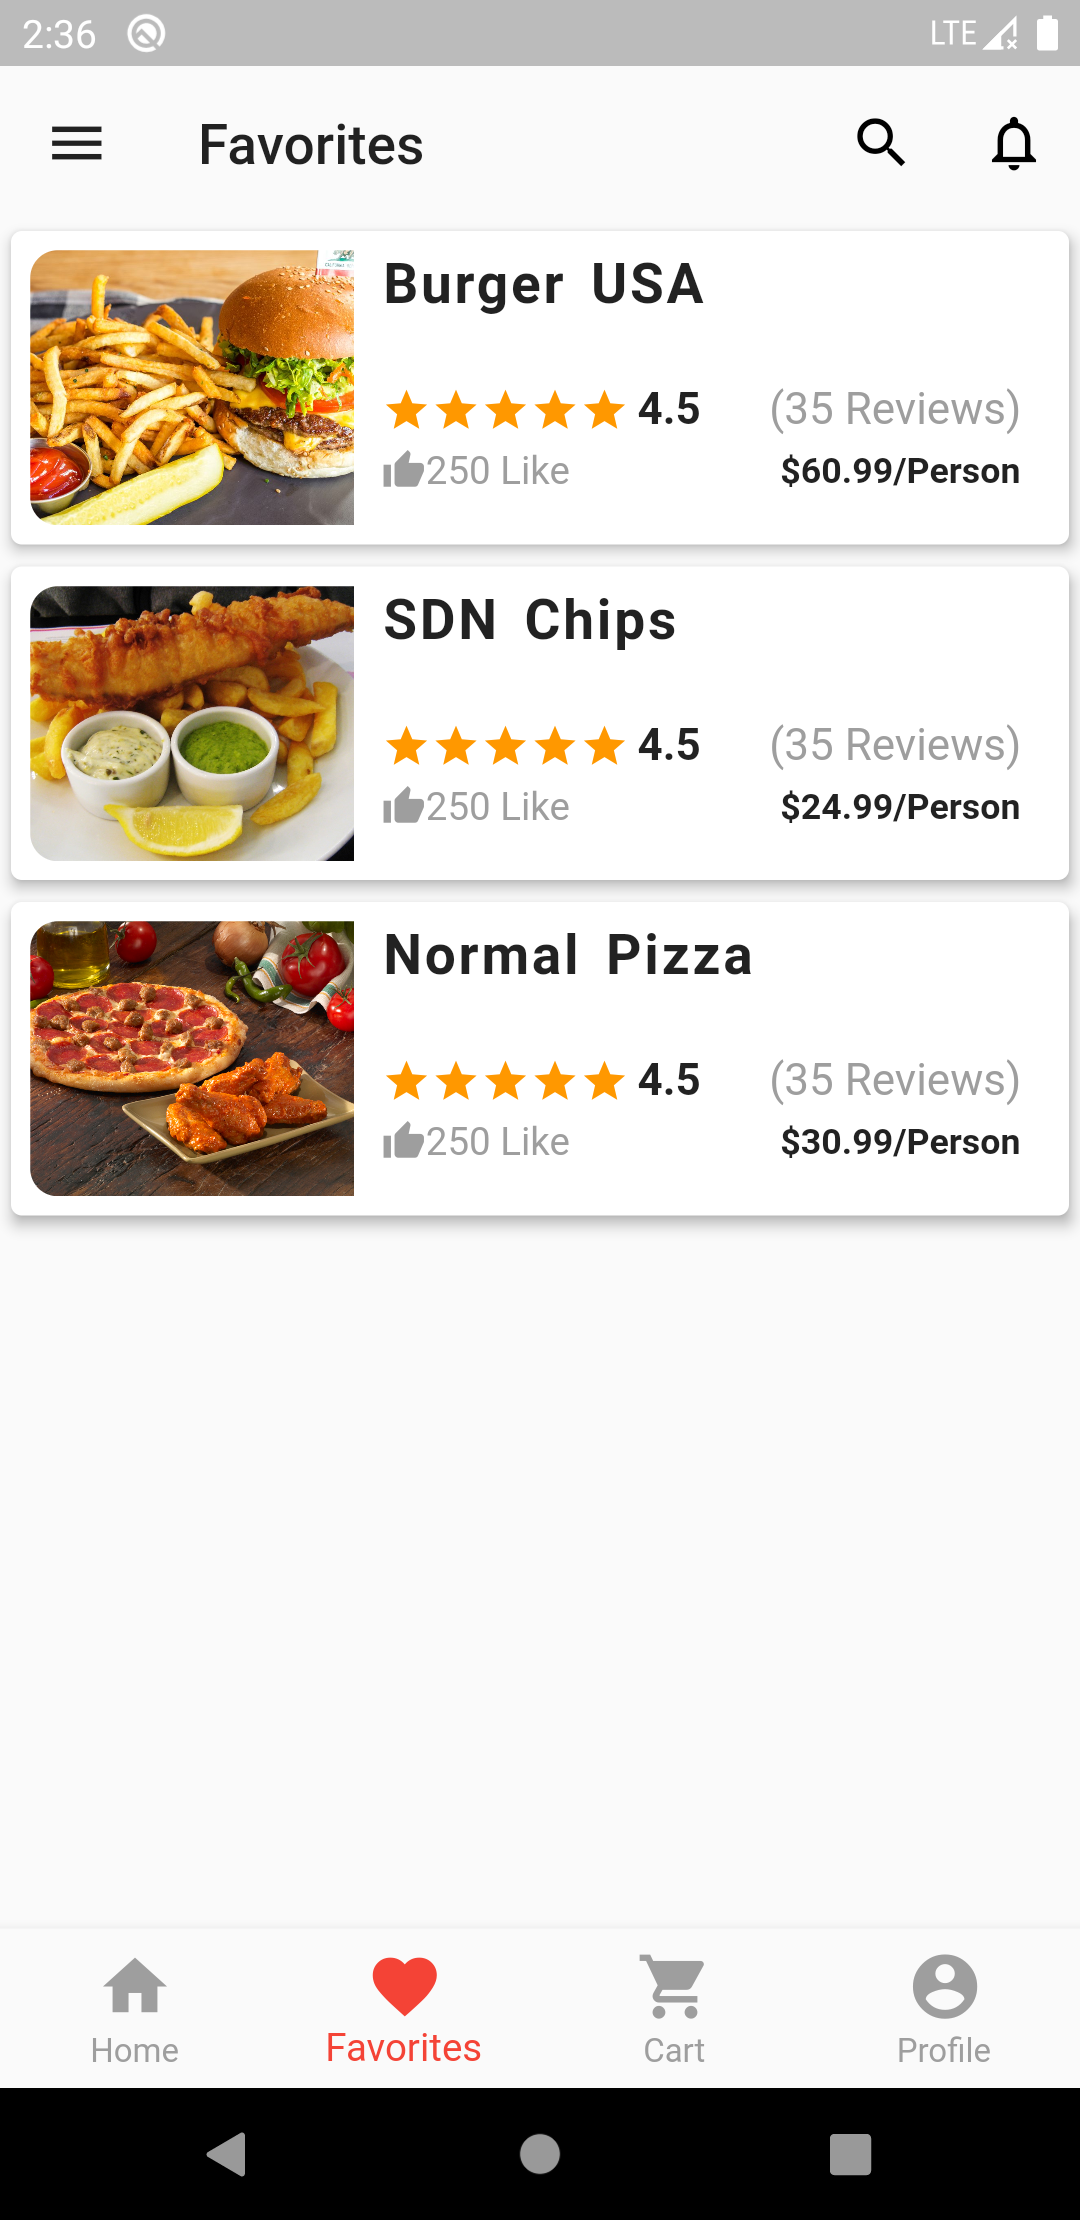 2:36
LTE
Favorites
Burger USA
4.5 (35 Reviews)
250 Like $60.99/Person
SDN Chips
4.5 (35 Reviews)
250 Like $24.99/Person
Normal Pizza
4.5 (35 Reviews)
250 Like $30.99/Person
Home Favorites Cart Profile